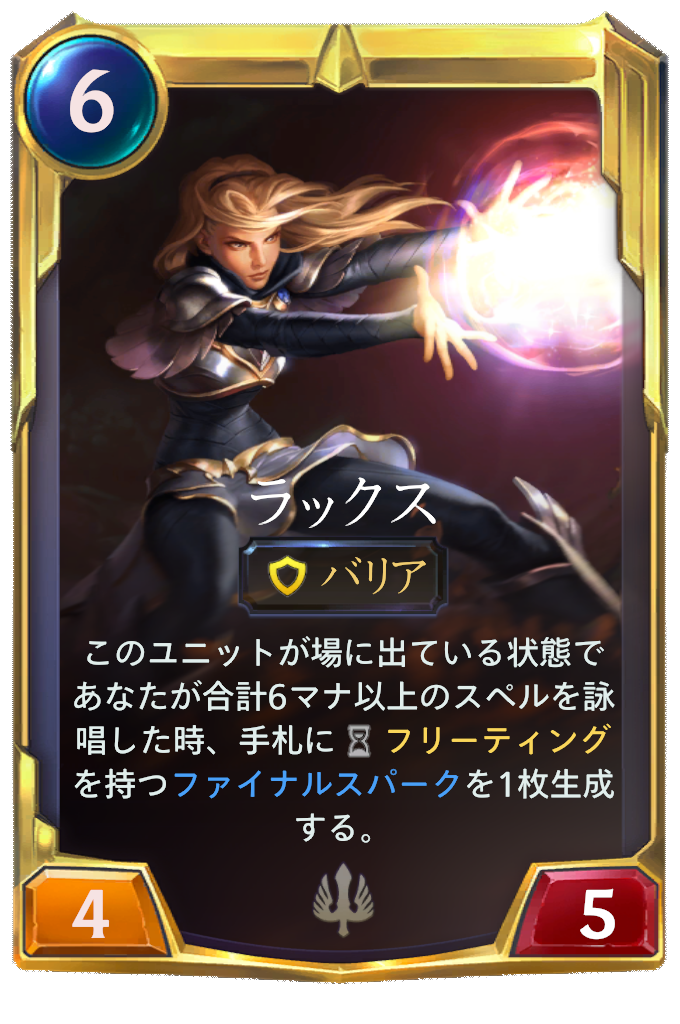 6
ラックス
バリア
このユニットが場に出ている状態で
あなたが合計6マナ以上のスペルを詠
唱した時、手札に フリーティング
を持つファイナルスパークを1枚生成
する。
4
5